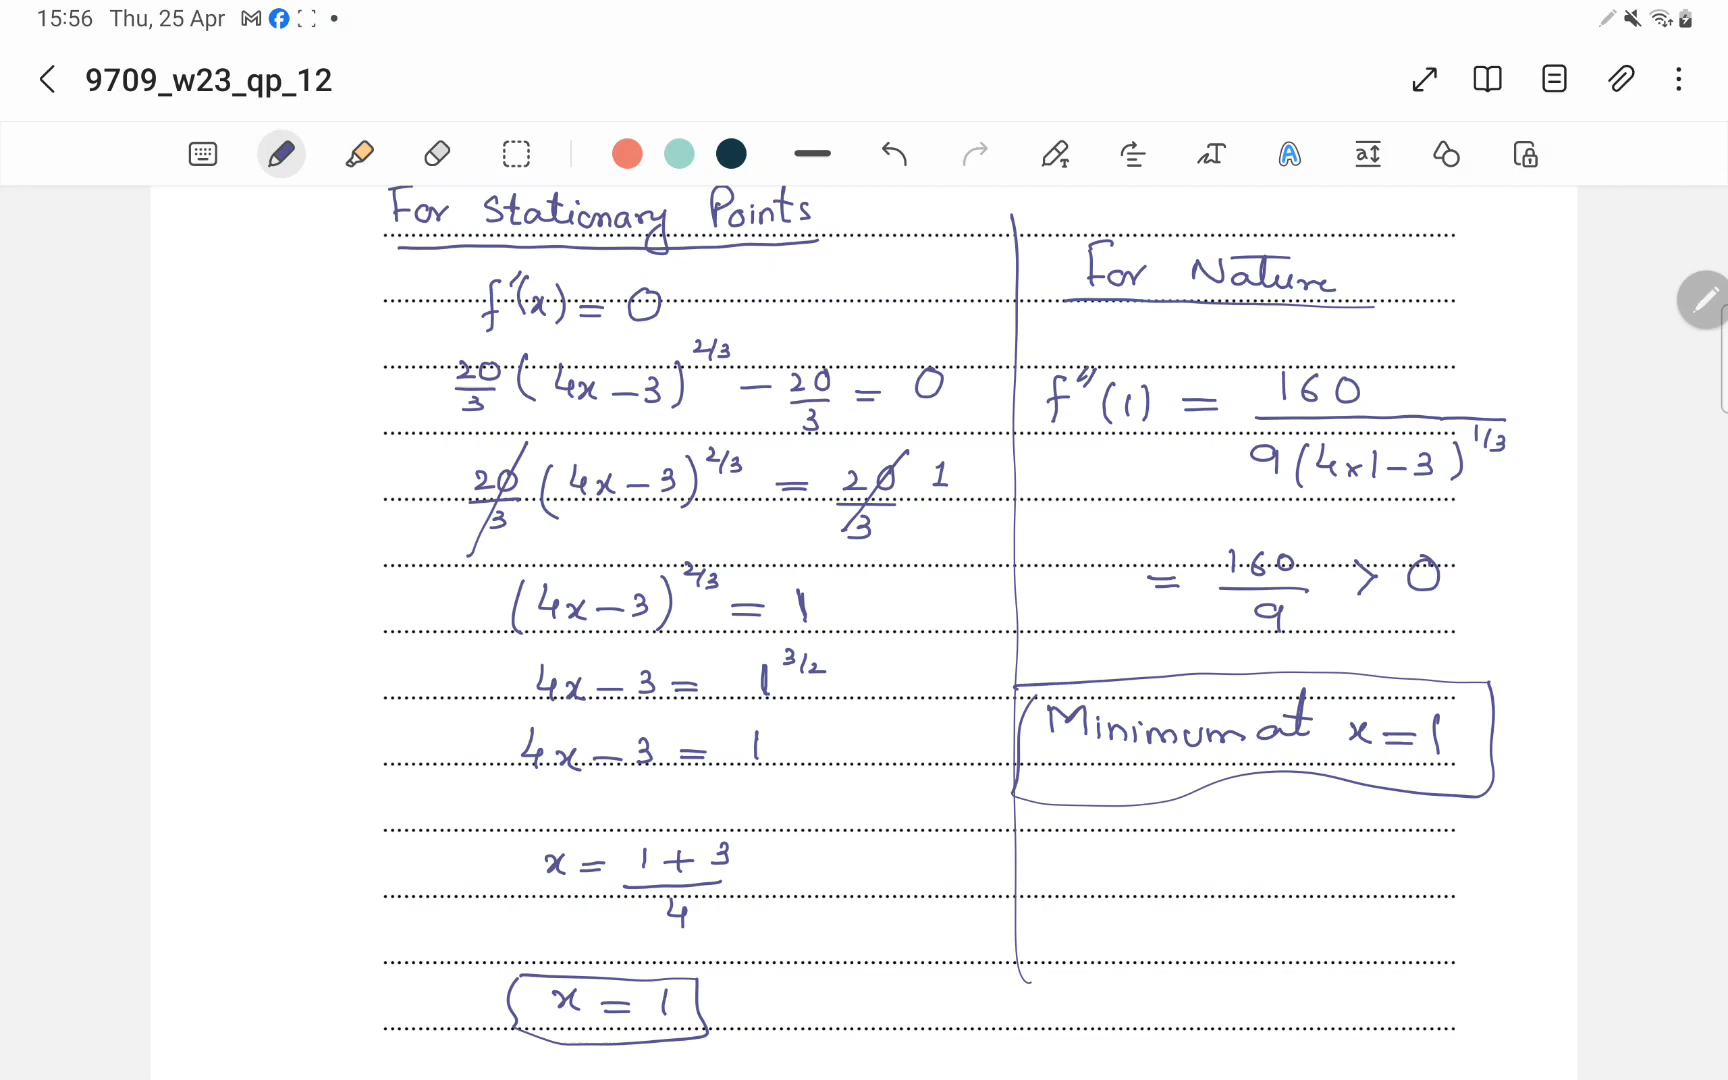 15:56 Thu, 25 Apr
9709_w23_qp_12
For Stationary Points
f'(x) = 0
20/3 (4x – 3)^2/3 – 20/3 = 0
20/3 (4x – 3)^2/3 = 20/3 1
(4x – 3)^2/3 = 1
4x – 3 = 1^3/2
4x – 3 = 1
x = 1 + 3 / 4
x = 1
For Nature
f"(1) = 160 / 9(4x1–3)^1/3
= 160/9 > 0
Minimum at x = 1